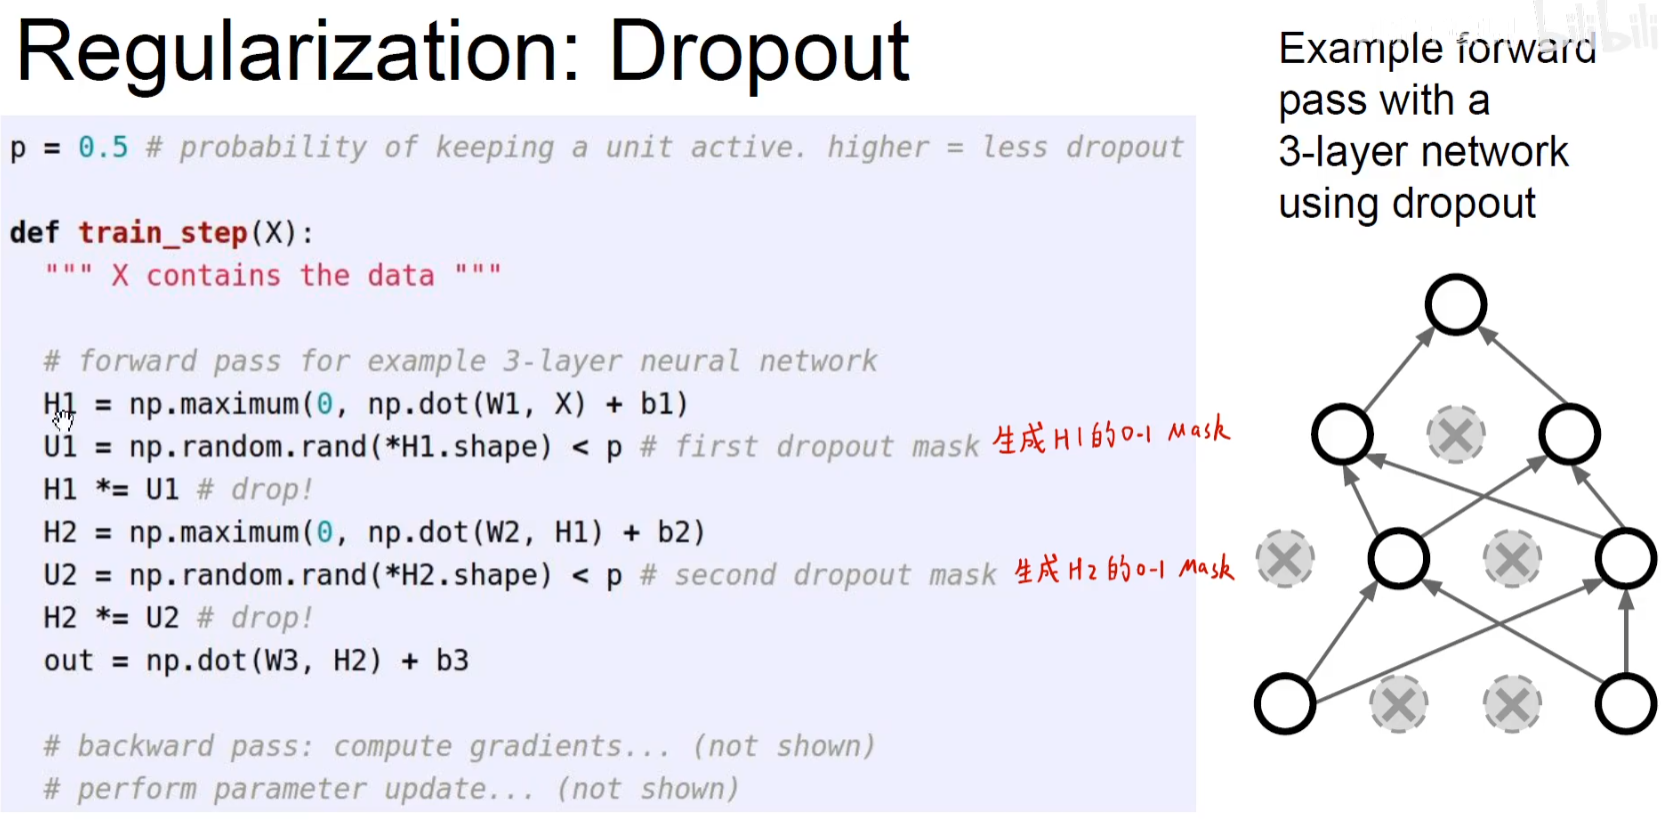 Regularization: Dropout
bilibili
Example forward
pass with a
3-layer network
using dropout
p = 0.5 # probability of keeping a unit active. higher = less dropout
def train_step(X):
""" X contains the data """
# forward pass for example 3-layer neural network
H1 = np.maximum(0, np.dot(W1, X) + b1)
U1 = np.random.rand(*H1.shape) < p # first dropout mask 生成H1的0-1 Mask
H1 *= U1 # drop!
H2 = np.maximum(0, np.dot(W2, H1) + b2)
U2 = np.random.rand(*H2.shape) < p # second dropout mask 生成H2的0-1 Mask
H2 *= U2 # drop!
out = np.dot(W3, H2) + b3
# backward pass: compute gradients... (not shown)
# perform parameter update... (not shown)